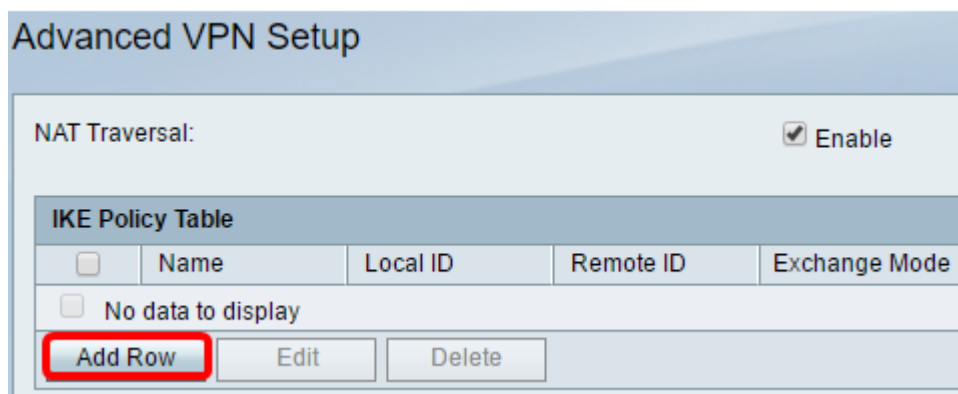 Advanced VPN Setup
NAT Traversal: Enable
IKE Policy Table
Name Local ID Remote ID Exchange Mode
No data to display
Add Row Edit Delete